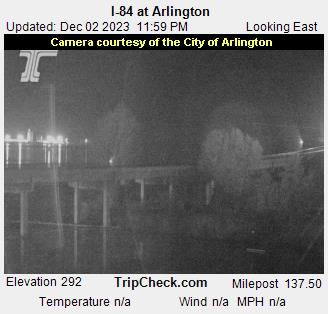 I-84 at Arlington
Updated: Dec 02 2023 11:59 PM Looking East
Camera courtesy of the City of Arlington
Elevation 292 TripCheck.com Milepost 137.50
Temperature n/a Wind n/a MPH n/a